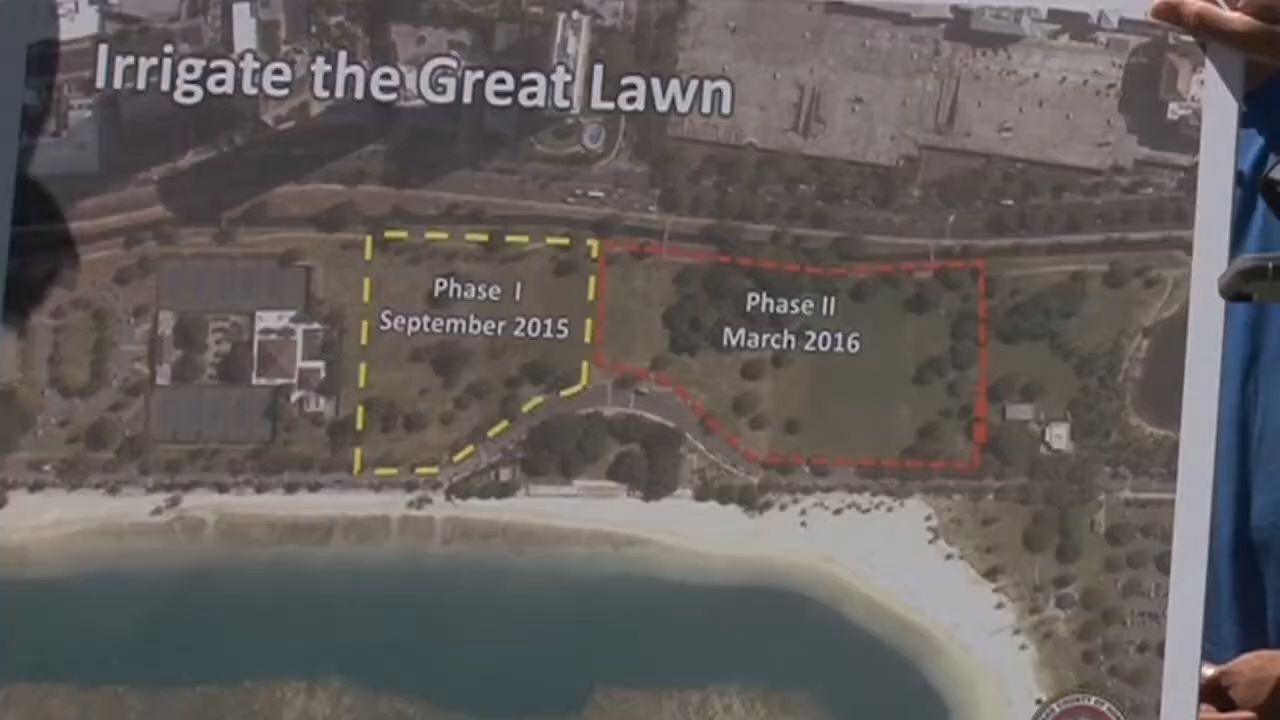 Irrigate the Great Lawn
Phase I
September 2015
Phase II
March 2016